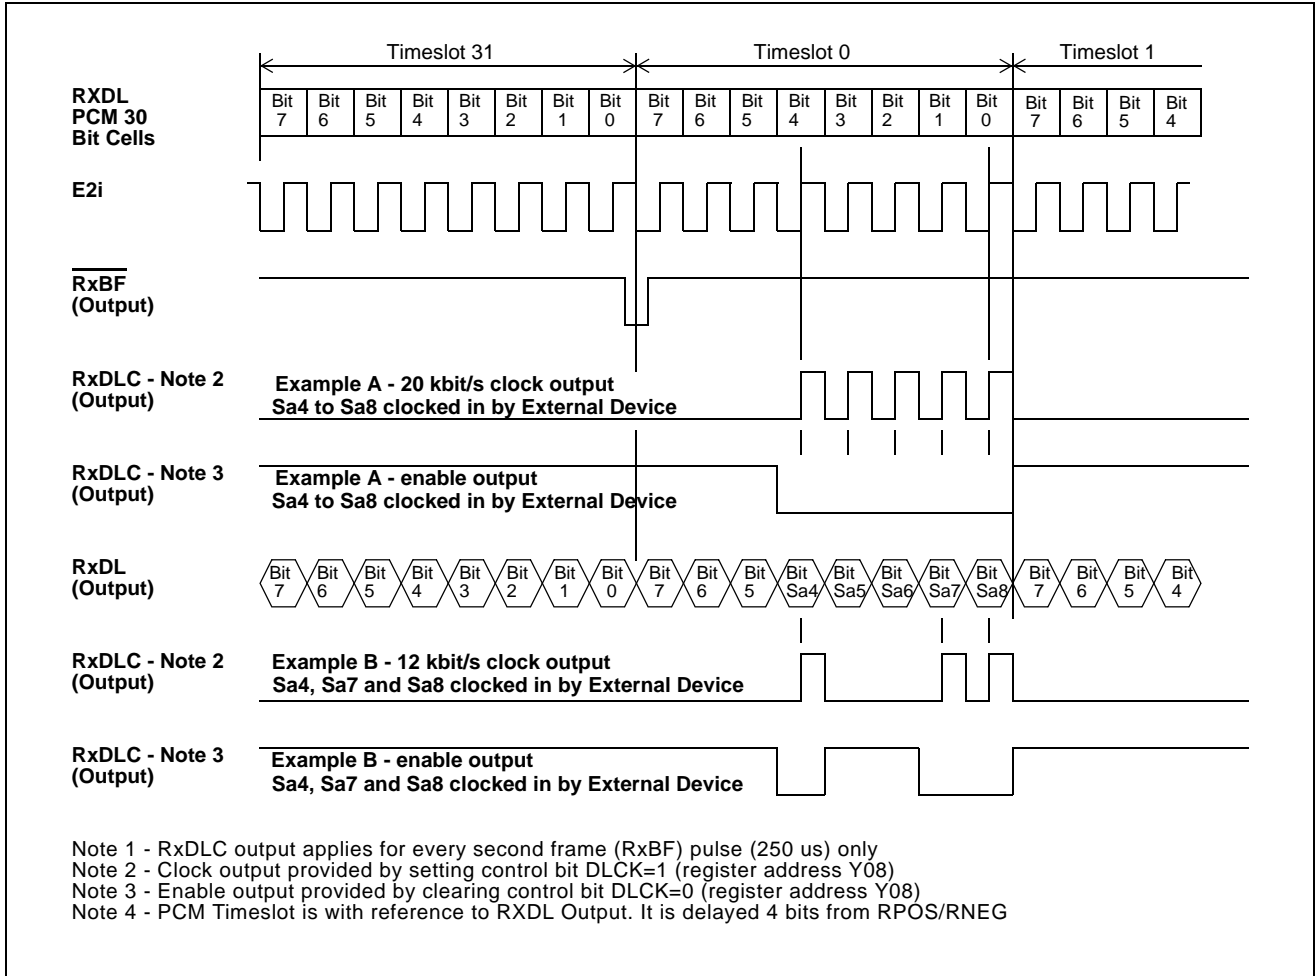 Timeslot 31 Timeslot 0 Timeslot 1
RXDL
PCM 30
Bit Cells
Bit Bit Bit Bit Bit Bit Bit Bit Bit Bit Bit Bit Bit Bit Bit Bit Bit Bit Bit Bit
7 6 5 4 3 2 1 0 7 6 5 4 3 2 1 0 7 6 5 4
E2i
RxBF
(Output)
RxDLC - Note 2
(Output)
Example A - 20 kbit/s clock output
Sa4 to Sa8 clocked in by External Device
RxDLC - Note 3
(Output)
Example A - enable output
Sa4 to Sa8 clocked in by External Device
RxDL
(Output)
Bit Bit Bit Bit Bit Bit Bit Bit Bit Bit Bit Bit Bit Bit Bit Bit Bit Bit Bit Bit
7 6 5 4 3 2 1 0 7 6 5 Sa4 Sa5 Sa6 Sa7 Sa8 7 6 5 4
RxDLC - Note 2
(Output)
Example B - 12 kbit/s clock output
Sa4, Sa7 and Sa8 clocked in by External Device
RxDLC - Note 3
(Output)
Example B - enable output
Sa4, Sa7 and Sa8 clocked in by External Device
Note 1 - RxDLC output applies for every second frame (RxBF) pulse (250 us) only
Note 2 - Clock output provided by setting control bit DLCK=1 (register address Y08)
Note 3 - Enable output provided by clearing control bit DLCK=0 (register address Y08)
Note 4 - PCM Timeslot is with reference to RXDL Output. It is delayed 4 bits from RPOS/RNEG